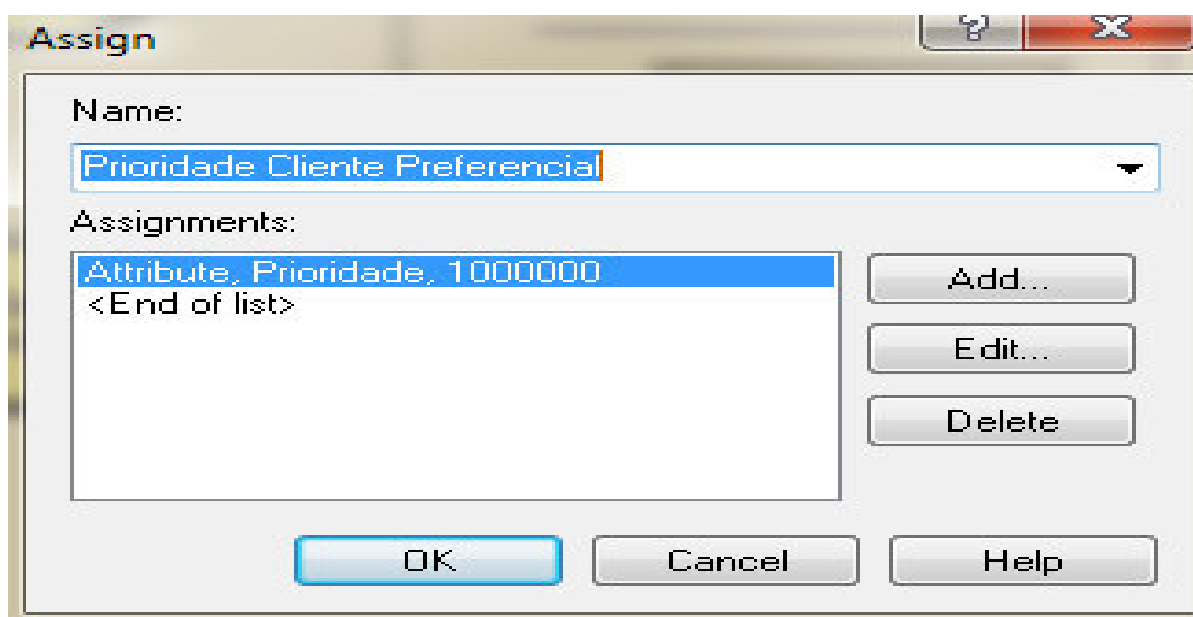 Assign
Name:
Prioridade Cliente Preferencial
Assignments:
Attribute, Prioridade, 1000000
<End of list>
Add...
Edit...
Delete
OK
Cancel
Help